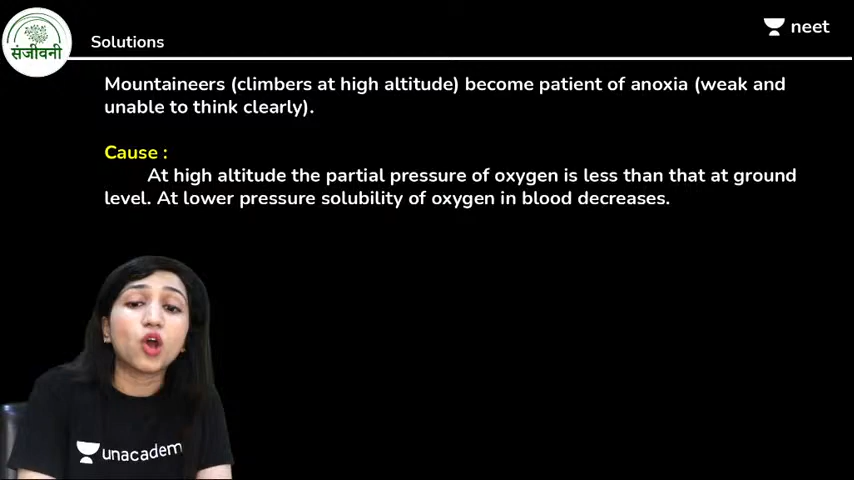 संजीवनी
Solutions
neet
Mountaineers (climbers at high altitude) become patient of anoxia (weak and
unable to think clearly).
Cause :
At high altitude the partial pressure of oxygen is less than that at ground
level. At lower pressure solubility of oxygen in blood decreases.
unacadem